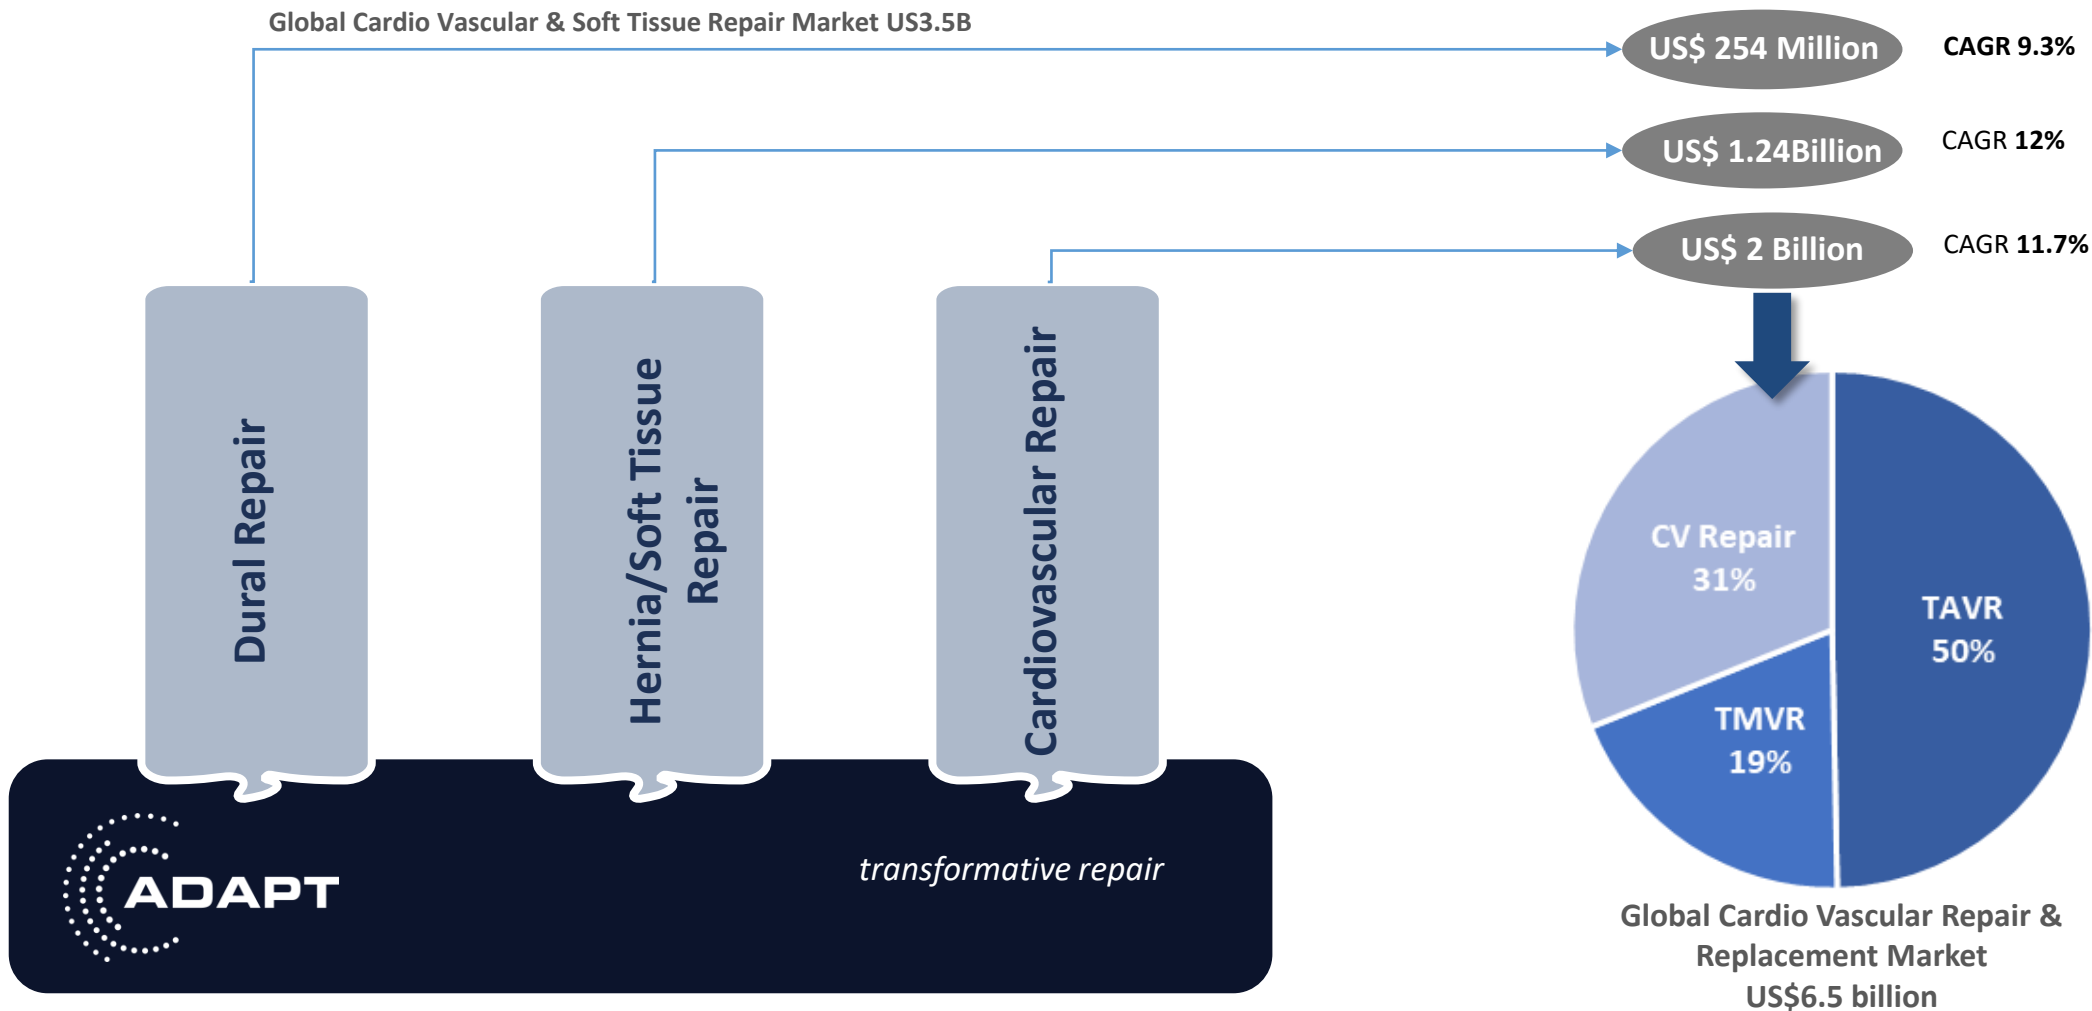 Global Cardio Vascular & Soft Tissue Repair Market US3.5B
US$ 254 Million
CAGR 9.3%
US$ 1.24Billion
CAGR 12%
US$ 2 Billion
CAGR 11.7%
Dural Repair
Hernia/Soft Tissue
Repair
Cardiovascular Repair
CV Repair
31%
TAVR
50%
TMVR
19%
ADAPT
transformative repair
Global Cardio Vascular Repair &
Replacement Market
US$6.5 billion